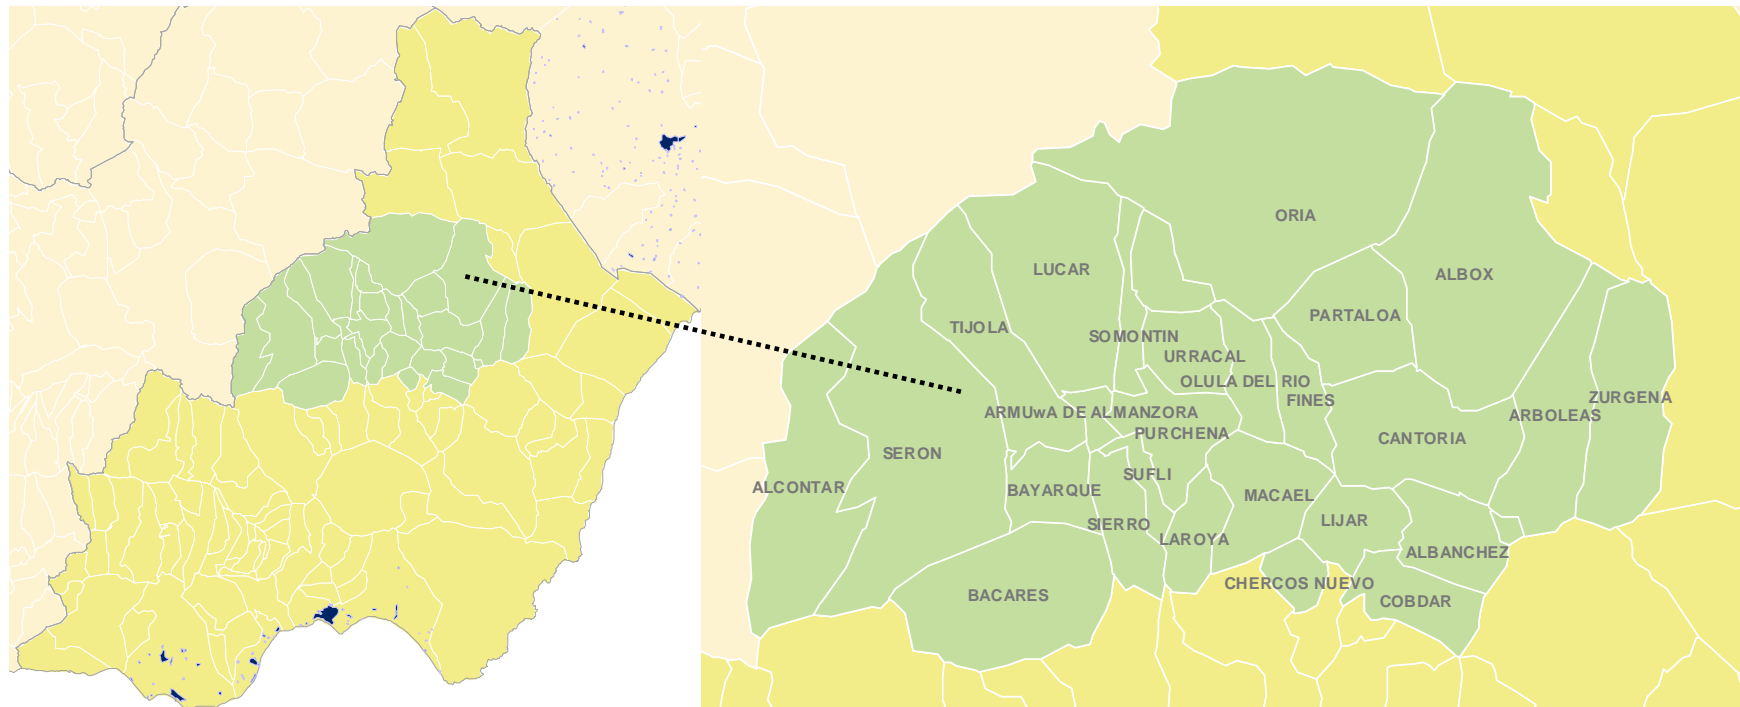 ORIA
LUCAR
ALBOX
PARTALOA
TIJOLA
SOMONTIN
URRACAL
OLULA DEL RIO
FINES
ZURGENA
ARMUwA DE ALMANZORA
ARBOLEAS
PURCHENA
CANTORIA
SERON
SUFLI
ALCONTAR
BAYARQUE
MACAEL
SIERRO
LIJAR
LAROYA
ALBANCHEZ
CHERCOS NUEVO
BACARES
COBDAR